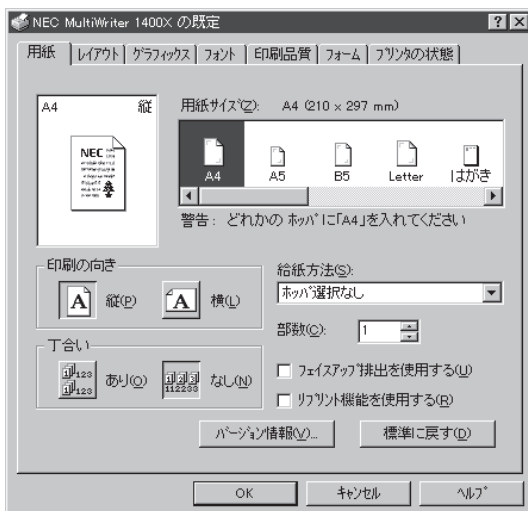 NEC MultiWriter 1400X の既定
用紙 レイアウト グラフィックス フォント 印刷品質 フォーム プリンタの状態
A4 縦
NEC
用紙サイズ(Z): A4 (210 x 297 mm)
A4 A5 B5 Letter はがき
警告: どれかの ホッパに「A4」を入れてください
印刷の向き
A 縦(P) A 横(L)
給紙方法(S):
ホッパ選択なし
部数(C): 1
丁合い
123 123 あり(O) 112233 なし(N)
フェイスアップ排出を使用する(U)
リプリント機能を使用する(R)
バージョン情報(V)... 標準に戻す(D)
OK キャンセル ヘルプ